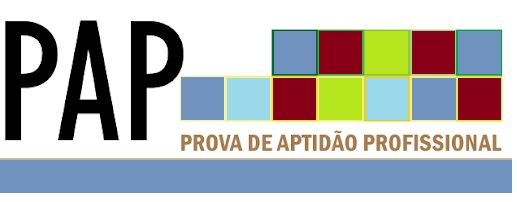 PAP
PROVA DE APTIDÃO PROFISSIONAL